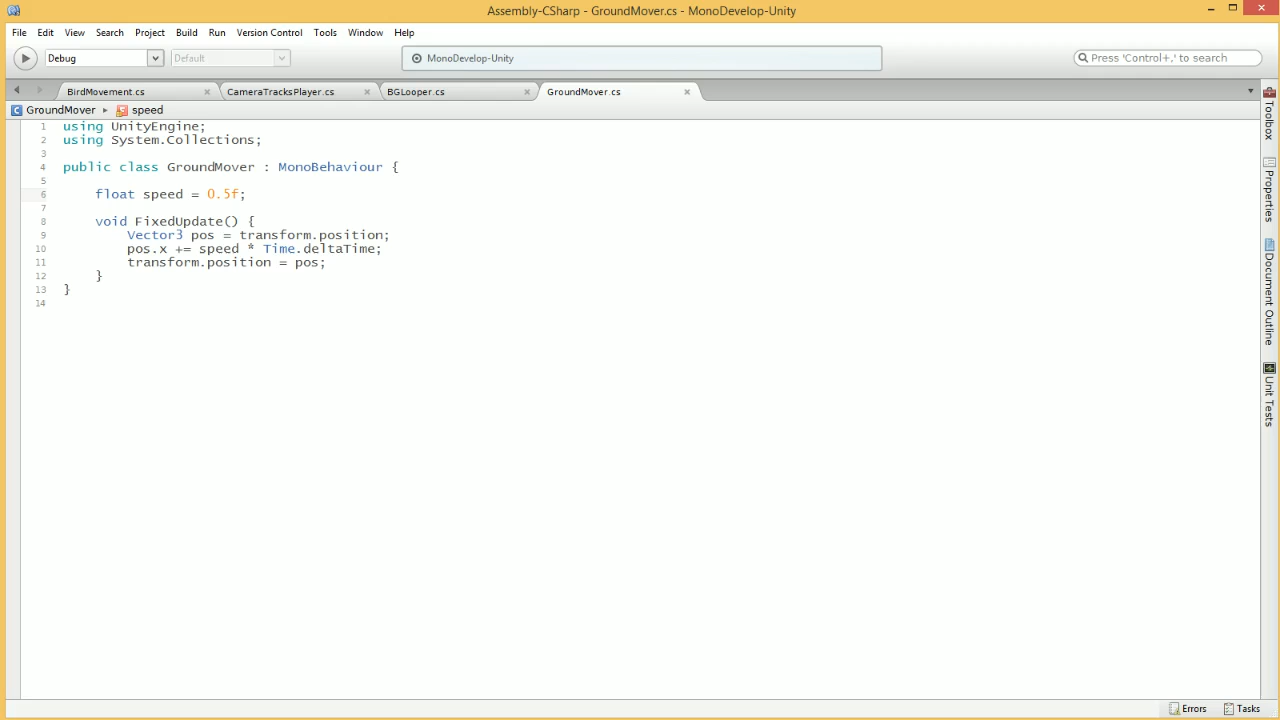 Assembly-CSharp - GroundMover.cs - MonoDevelop-Unity
File Edit View Search Project Build Run Version Control Tools Window Help
Debug Default MonoDevelop-Unity Press 'Control+,' to search
BirdMovement.cs CameraTracksPlayer.cs BGLooper.cs GroundMover.cs
GroundMover ▸ speed
1 using UnityEngine;
2 using System.Collections;
3
4 public class GroundMover : MonoBehaviour {
5
6 float speed = 0.5f;
7
8 void FixedUpdate() {
9 Vector3 pos = transform.position;
10 pos.x += speed * Time.deltaTime;
11 transform.position = pos;
12 }
13 }
14
Toolbox
Properties
Document Outline
Unit Tests
Errors Tasks